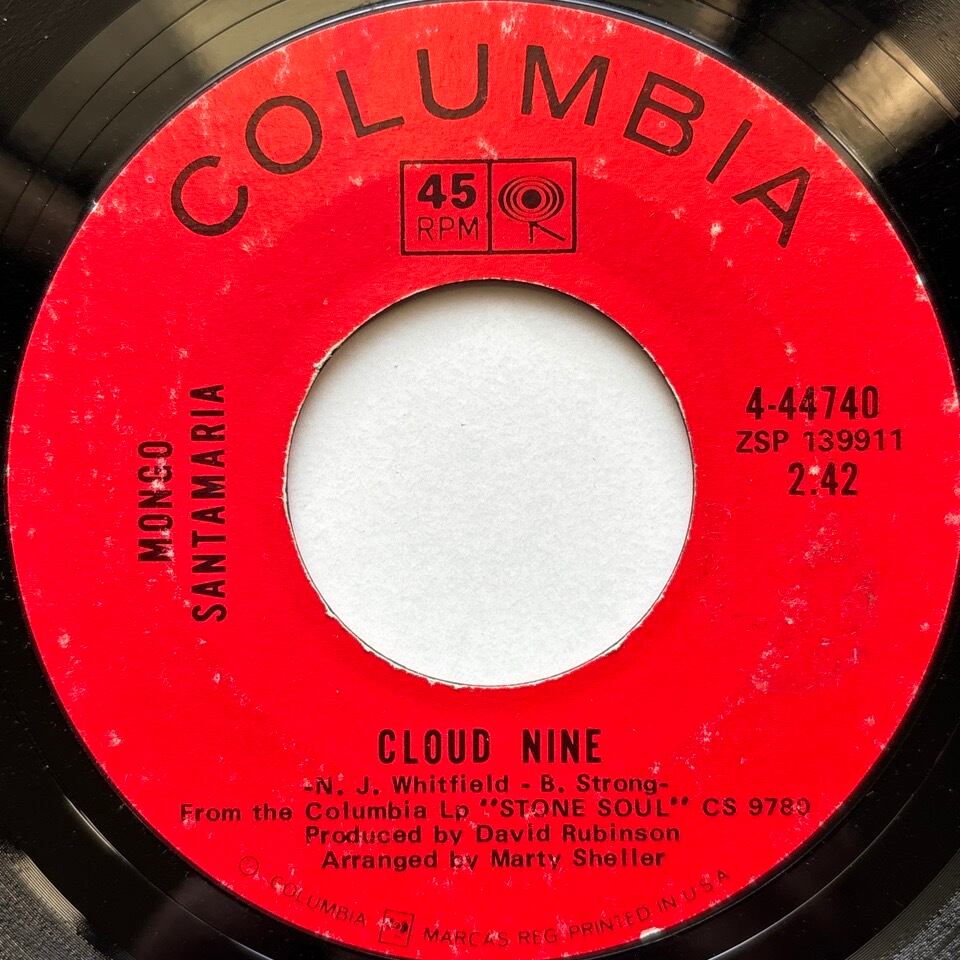 COLUMBIA
45
RPM
MONGO
SANTAMARIA
4-44740
ZSP 139911
2:42
CLOUD NINE
-N. J. Whitfield - B. Strong-
From the Columbia Lp "STONE SOUL" CS 9780
Produced by David Rubinson
Arranged by Marty Sheller
© COLUMBIA MARCAS REG. PRINTED IN U S A